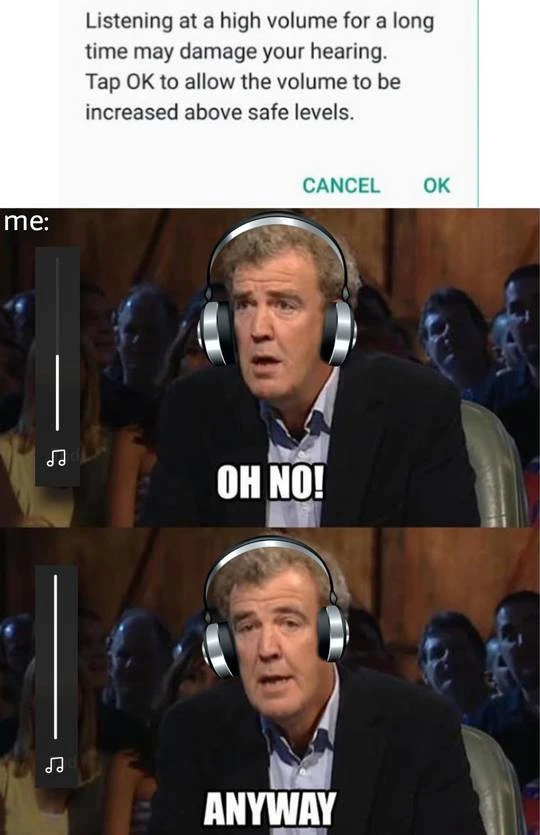 Listening at a high volume for a long
time may damage your hearing.
Tap OK to allow the volume to be
increased above safe levels.
CANCEL OK
me:
OH NO!
ANYWAY